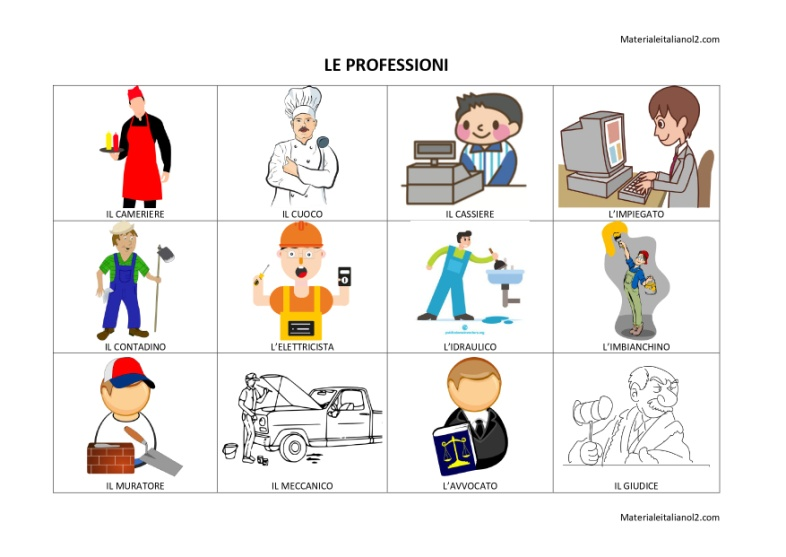 Materialeitalianol2.com
LE PROFESSIONI
IL CAMERIERE
IL CUOCO
IL CASSIERE
L'IMPIEGATO
IL CONTADINO
L'ELETTRICISTA
L'IDRAULICO
L'IMBIANCHINO
IL MURATORE
IL MECCANICO
L'AVVOCATO
IL GIUDICE
Materialeitalianol2.com